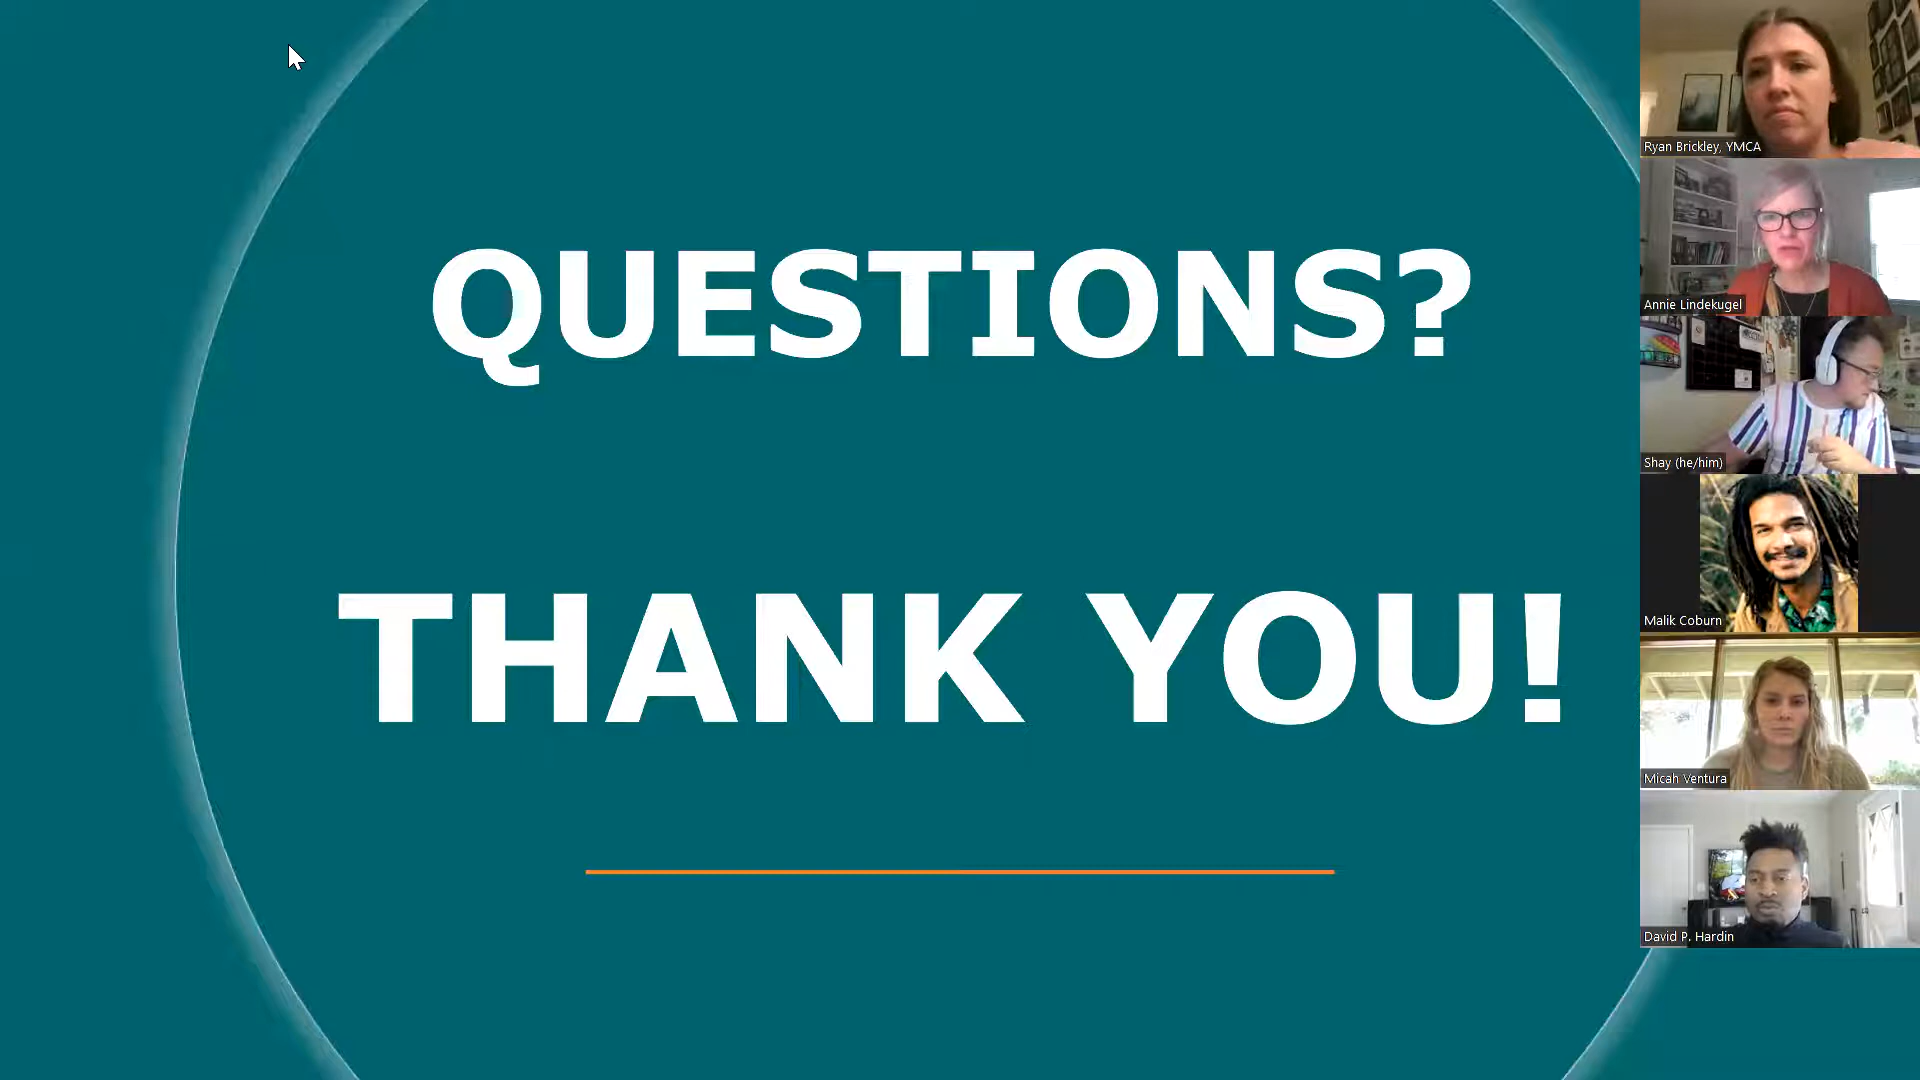 QUESTIONS?
THANK YOU!
Ryan Brickley, YMCA
Annie Lindekugel
Shay (he/him)
Malik Coburn
Micah Ventura
David P. Hardin